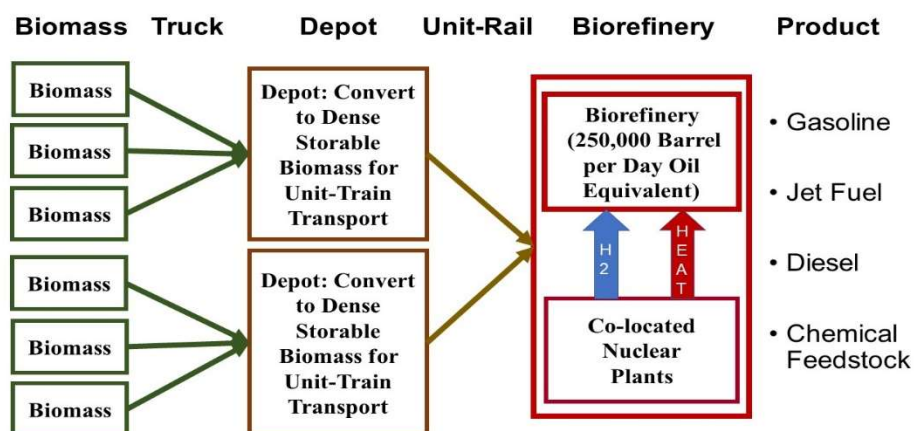 Biomass Truck Depot Unit-Rail Biorefinery Product
Biomass
Biomass
Biomass
Biomass
Biomass
Biomass
Depot: Convert
to Dense
Storable
Biomass for
Unit-Train
Transport
Depot: Convert
to Dense
Storable
Biomass for
Unit-Train
Transport
Biorefinery
(250,000 Barrel
per Day Oil
Equivalent)
H2
HEAT
Co-located
Nuclear
Plants
• Gasoline
• Jet Fuel
• Diesel
• Chemical
Feedstock